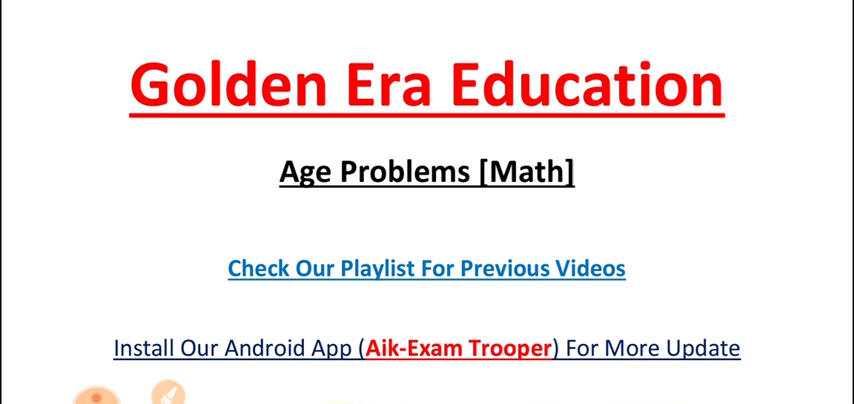 Golden Era Education
Age Problems [Math]
Check Our Playlist For Previous Videos
Install Our Android App (Aik-Exam Trooper) For More Update